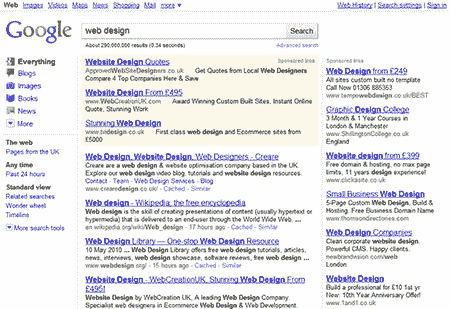 Web Images Videos Maps News Shopping Mail more ▼
Web History | Search settings | Sign in
Google
web design
Search
About 290,000,000 results (0.34 seconds)
Advanced search
Everything
Blogs
Images
Books
News
More
The web
Pages from the UK
Any time
Past 24 hours
Standard view
Related searches
Wonder wheel
Timeline
More search tools
Website Design Quotes
Sponsored Links
ApprovedWebSiteDesigners.co.uk Get Quotes from Local Web Designers
Compare 4 Top Companies Here & Save
Website Design From £495
www.WebCreationUK.com Award Winning Custom Built Sites, Instant Online
Quote, Stunning Work
Stunning Web Design
First class web design and Ecommerce sites from
£5000
Web Design, Website Design, Web Designers - Creare
Creare are a web design & website optimisation company based in the UK.
Explore our web design video blog, tutorials and website design resources.
Contact - Team - Web Design Services - Blog
www.crearedesign.co.uk/ - Cached - Similar
Web design - Wikipedia, the free encyclopedia
Web design is the skill of creating presentations of content (usually hypertext or
hypermedia) that is delivered to an end-user through the World Wide Web, ...
en.wikipedia.org/wiki/Web_design - 17 hours ago - Cached - Similar
Web Design Library — One-stop Web Design Resource
10 May 2010 ... Web Design Library offers free web design tutorials, articles,
news, interviews, web design showcase, software reviews, free web design ...
www.webdesign.org/ - 15 hours ago - Cached - Similar
Website Design - WebCreationUK, Stunning Web Design From
£495!
Website Design by WebCreation UK, A leading Web Design Company.
Specialist web designers in Ecommerce Web Design & Web Development.
Web Design from £249
All sites custom built no template
Call Now 01306 885353
www.tempowebdesign.co.uk/BEST
Graphic Design College
3 Month & 1 Year Courses in
London & Manchester
www.ShillingtonCollege.co.uk
Website design from £399
Free domain & hosting, no max
page limits, 11 years design experience!
www.clickasite.co.uk
Small Business Web Design
5-Page Custom Web Design, Build &
Hosting. Free Business Domain Name.
www.thomsondirectories.com
Web Design Companies
Clean corporate website design.
Powerful CMS. Happy clients.
newbrandvision.com/web
Website Design
Build a professional for £10 1st yr
New: 10th Year Anniversary Offer!
www.1and1.co.uk